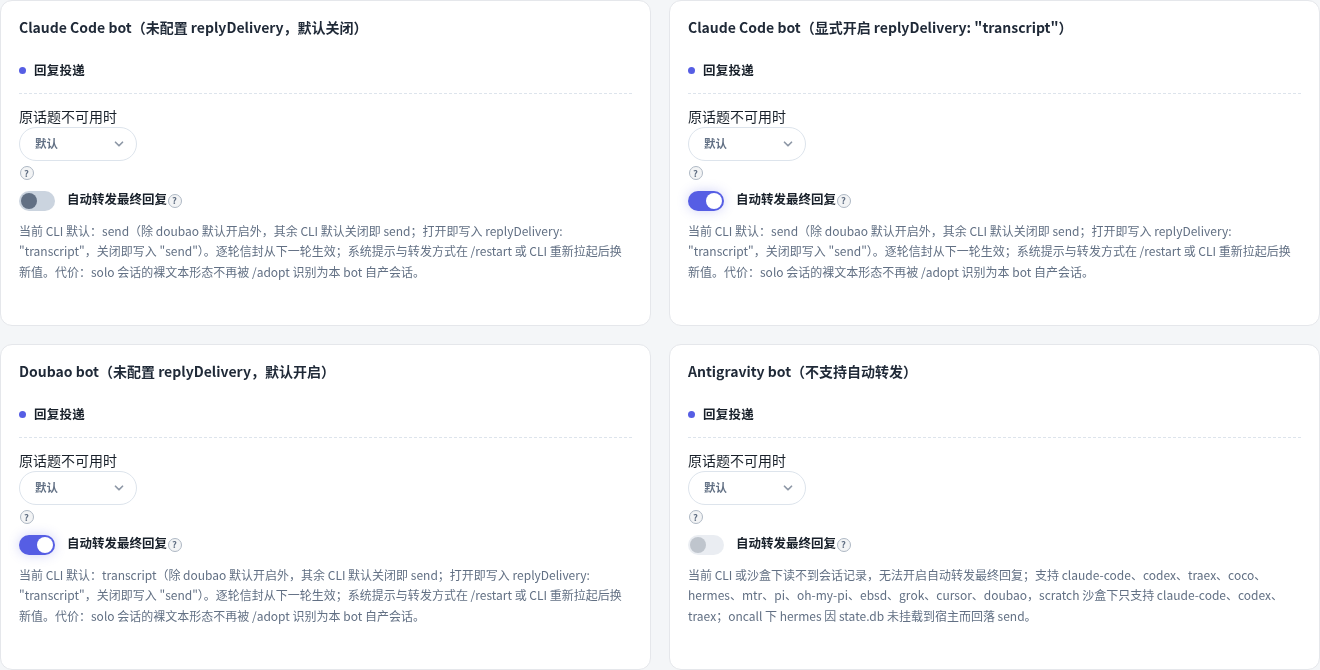 Claude Code bot（未配置 replyDelivery，默认关闭）
回复投递
原话题不可用时
默认
?
自动转发最终回复 ?
当前 CLI 默认：send（除 doubao 默认开启外，其余 CLI 默认关闭即 send；打开即写入 replyDelivery:
"transcript"，关闭即写入 "send"）。逐轮信封从下一轮生效；系统提示与转发方式在 /restart 或 CLI 重新拉起后换
新值。代价：solo 会话的裸文本形态不再被 /adopt 识别为本 bot 自产会话。
Claude Code bot（显式开启 replyDelivery: "transcript"）
回复投递
原话题不可用时
默认
?
自动转发最终回复 ?
当前 CLI 默认：send（除 doubao 默认开启外，其余 CLI 默认关闭即 send；打开即写入 replyDelivery:
"transcript"，关闭即写入 "send"）。逐轮信封从下一轮生效；系统提示与转发方式在 /restart 或 CLI 重新拉起后换
新值。代价：solo 会话的裸文本形态不再被 /adopt 识别为本 bot 自产会话。
Doubao bot（未配置 replyDelivery，默认开启）
回复投递
原话题不可用时
默认
?
自动转发最终回复 ?
当前 CLI 默认：transcript（除 doubao 默认开启外，其余 CLI 默认关闭即 send；打开即写入 replyDelivery:
"transcript"，关闭即写入 "send"）。逐轮信封从下一轮生效；系统提示与转发方式在 /restart 或 CLI 重新拉起后换
新值。代价：solo 会话的裸文本形态不再被 /adopt 识别为本 bot 自产会话。
Antigravity bot（不支持自动转发）
回复投递
原话题不可用时
默认
?
自动转发最终回复 ?
当前 CLI 或沙盒下读不到会话记录，无法开启自动转发最终回复；支持 claude-code、codex、traex、coco、
hermes、mtr、pi、oh-my-pi、ebsd、grok、cursor、doubao，scratch 沙盒下只支持 claude-code、codex、
traex；oncall 下 hermes 因 state.db 未挂载到宿主而回落 send。